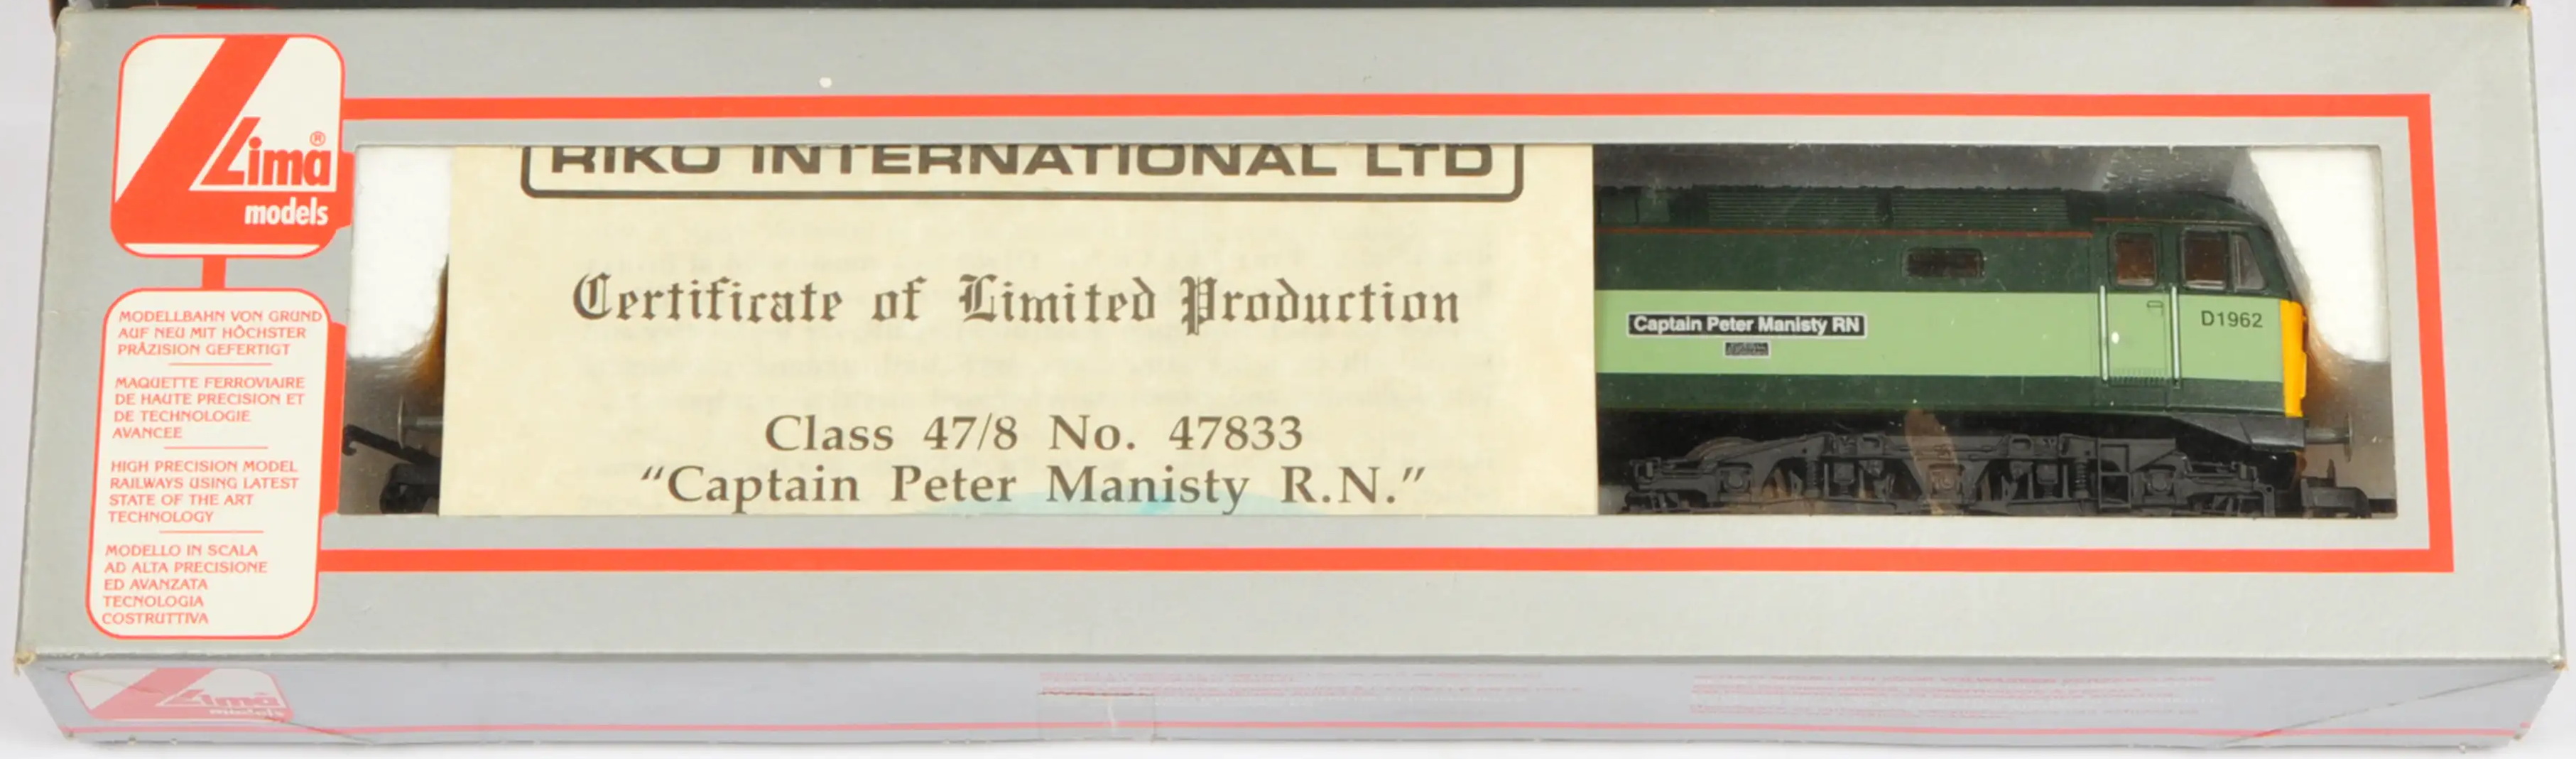 Lima®
models
MODELLBAHN VON GRUND
AUF NEU MIT HÖCHSTER
PRÄZISION GEFERTIGT
MAQUETTE FERROVIAIRE
DE HAUTE PRECISION ET
DE TECHNOLOGIE
AVANCEE
HIGH PRECISION MODEL
RAILWAYS USING LATEST
STATE OF THE ART
TECHNOLOGY
MODELLO IN SCALA
AD ALTA PRECISIONE
ED AVANZATA
TECNOLOGIA
COSTRUTTIVA
RIKO INTERNATIONAL LTD
Certificate of Limited Production
Class 47/8 No. 47833
“Captain Peter Manisty R.N.”
Captain Peter Manisty RN
D1962
Lima
models